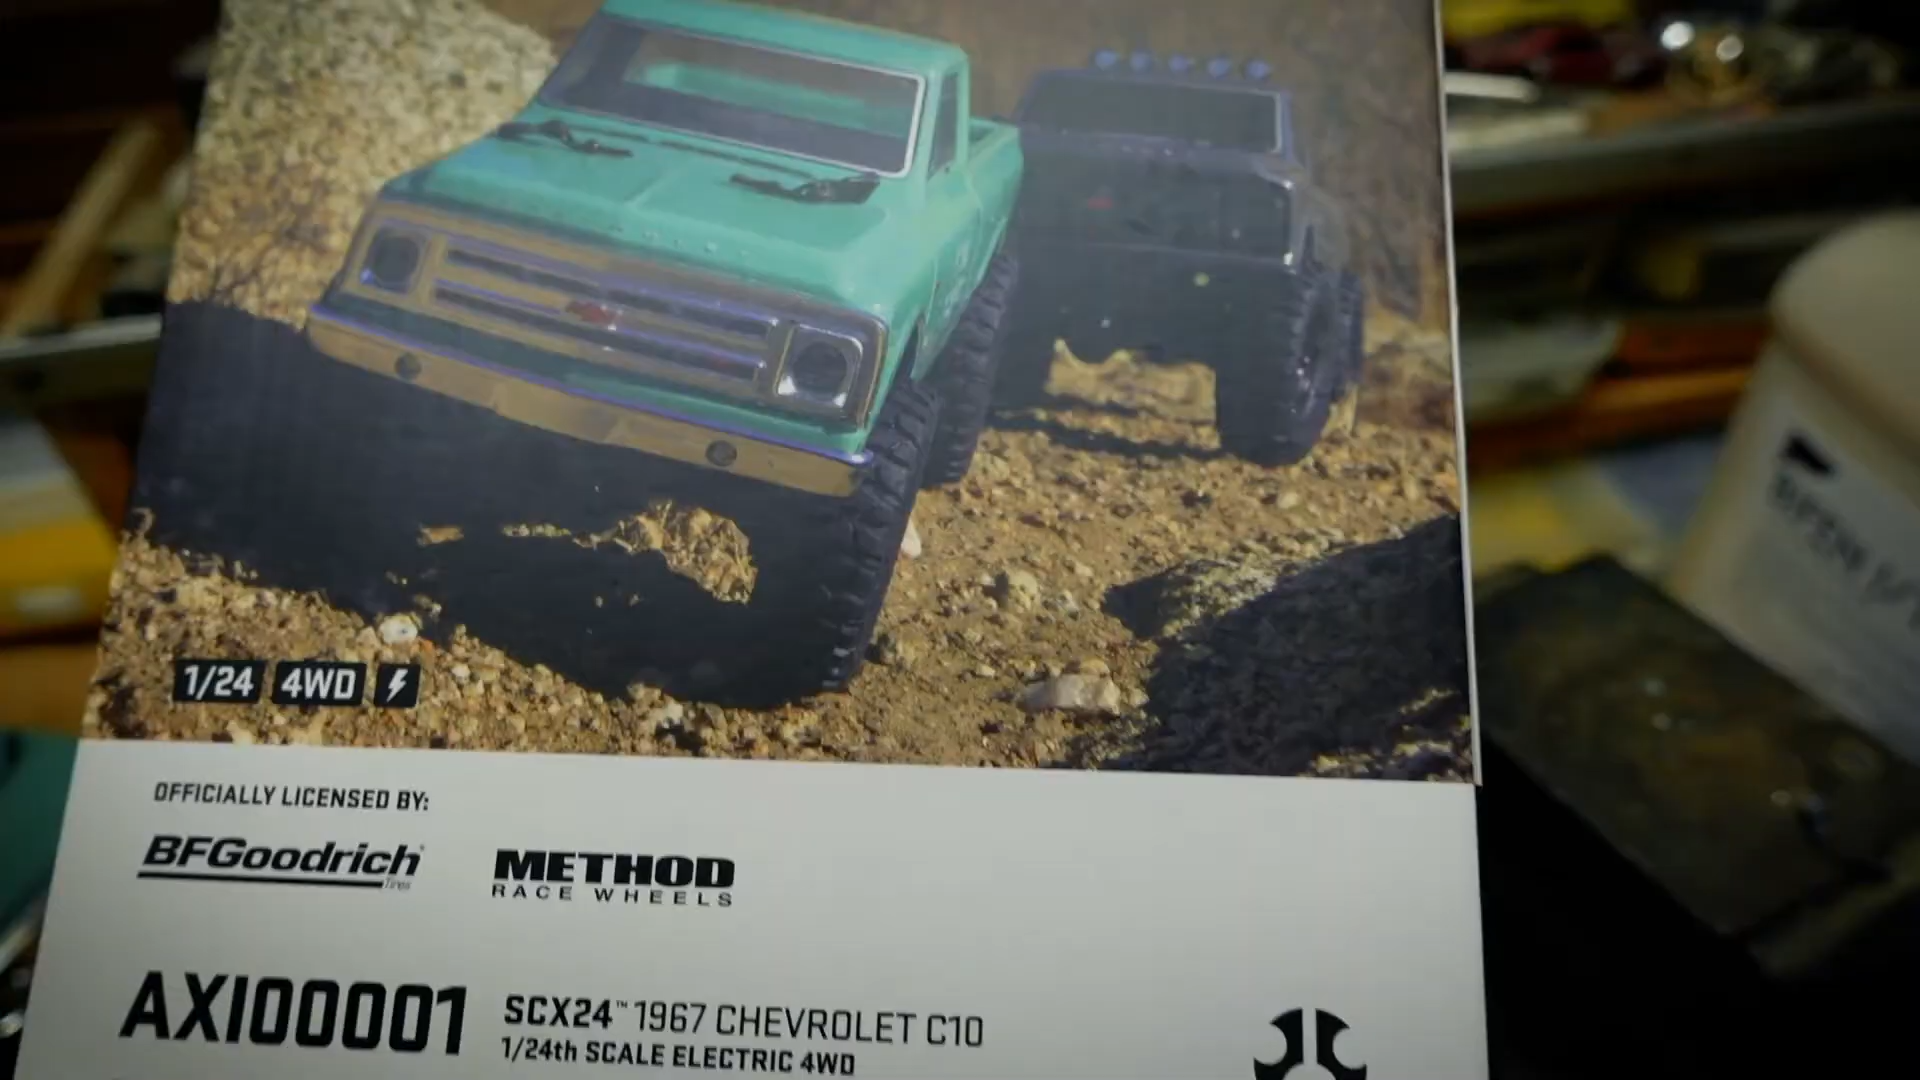 1/24 4WD
OFFICIALLY LICENSED BY:
BFGoodrich
Tires
METHOD
RACE WHEELS
AXI00001
SCX24™ 1967 CHEVROLET C10
1/24th SCALE ELECTRIC 4WD